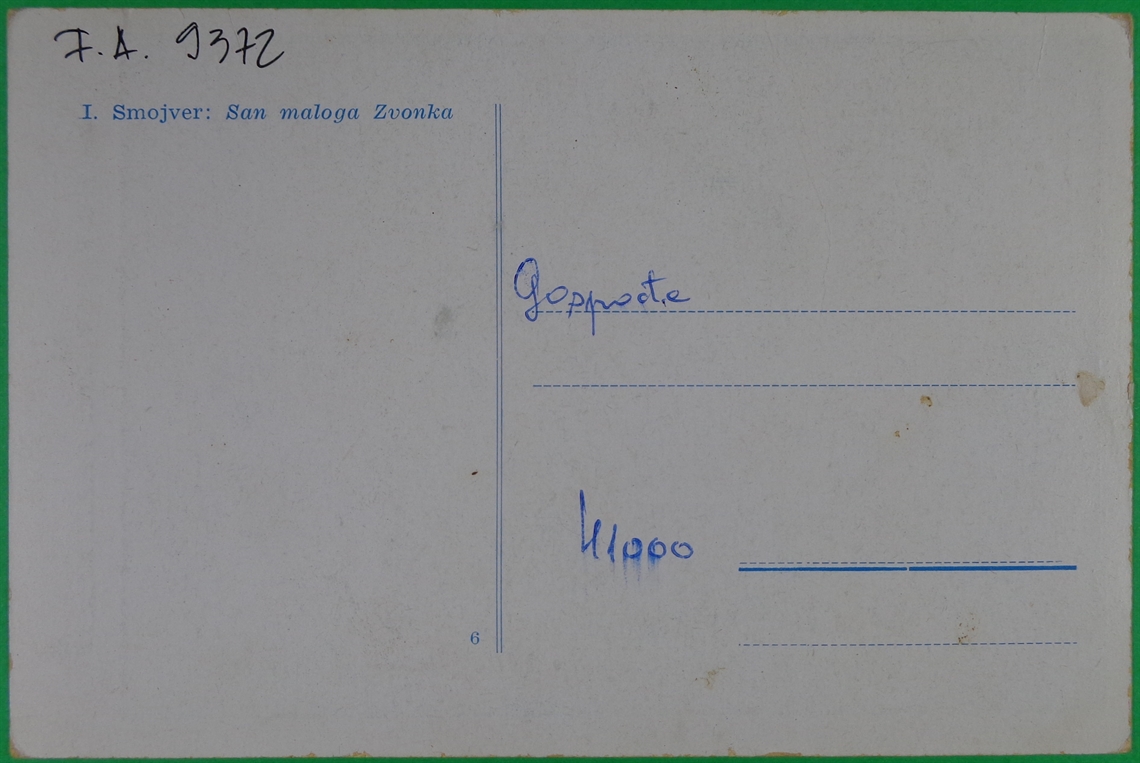 F.A. 9372
I. Smojver: San maloga Zvonka
Gospođe
41000
6